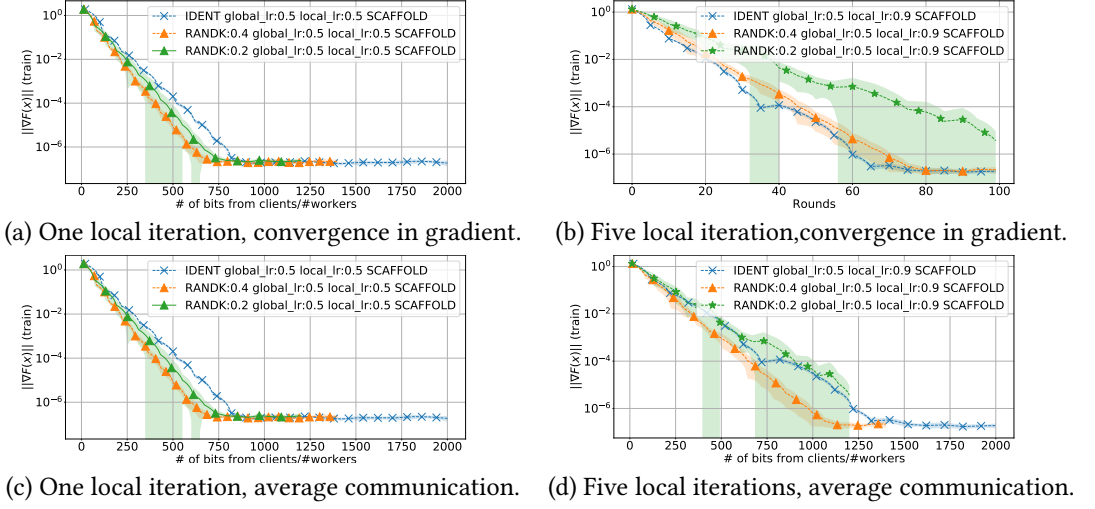 10⁰
10⁻²
10⁻⁴
10⁻⁶
||∇F(x)|| (train)
IDENT global_lr:0.5 local_lr:0.5 SCAFFOLD
RANDK:0.4 global_lr:0.5 local_lr:0.5 SCAFFOLD
RANDK:0.2 global_lr:0.5 local_lr:0.5 SCAFFOLD
0 250 500 750 1000 1250 1500 1750 2000
# of bits from clients/#workers
(a) One local iteration, convergence in gradient.
10⁰
10⁻²
10⁻⁴
10⁻⁶
||∇F(x)|| (train)
IDENT global_lr:0.5 local_lr:0.9 SCAFFOLD
RANDK:0.4 global_lr:0.5 local_lr:0.9 SCAFFOLD
RANDK:0.2 global_lr:0.5 local_lr:0.9 SCAFFOLD
0 20 40 60 80 100
Rounds
(b) Five local iteration,convergence in gradient.
10⁰
10⁻²
10⁻⁴
10⁻⁶
||∇F(x)|| (train)
IDENT global_lr:0.5 local_lr:0.5 SCAFFOLD
RANDK:0.4 global_lr:0.5 local_lr:0.5 SCAFFOLD
RANDK:0.2 global_lr:0.5 local_lr:0.5 SCAFFOLD
0 250 500 750 1000 1250 1500 1750 2000
# of bits from clients/#workers
(c) One local iteration, average communication.
10⁰
10⁻²
10⁻⁴
10⁻⁶
||∇F(x)|| (train)
IDENT global_lr:0.5 local_lr:0.9 SCAFFOLD
RANDK:0.4 global_lr:0.5 local_lr:0.9 SCAFFOLD
RANDK:0.2 global_lr:0.5 local_lr:0.9 SCAFFOLD
0 250 500 750 1000 1250 1500 1750 2000
# of bits from clients/#workers
(d) Five local iterations, average communication.